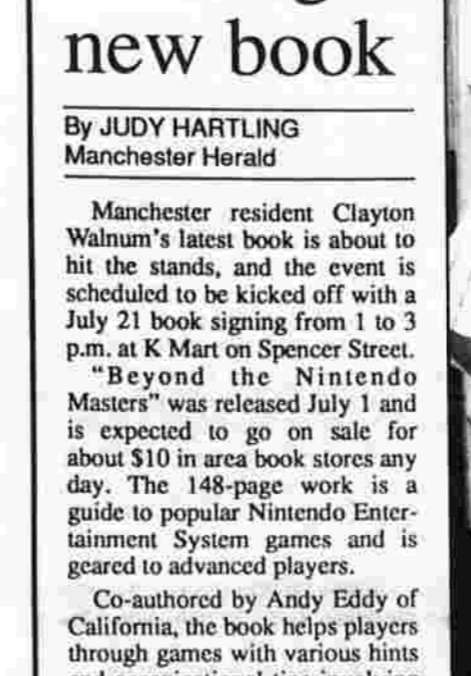 new book
By JUDY HARTLING
Manchester Herald
Manchester resident Clayton
Walnum's latest book is about to
hit the stands, and the event is
scheduled to be kicked off with a
July 21 book signing from 1 to 3
p.m. at K Mart on Spencer Street.
"Beyond the Nintendo
Masters" was released July 1 and
is expected to go on sale for
about $10 in area book stores any
day. The 148-page work is a
guide to popular Nintendo Enter-
tainment System games and is
geared to advanced players.
Co-authored by Andy Eddy of
California, the book helps players
through games with various hints